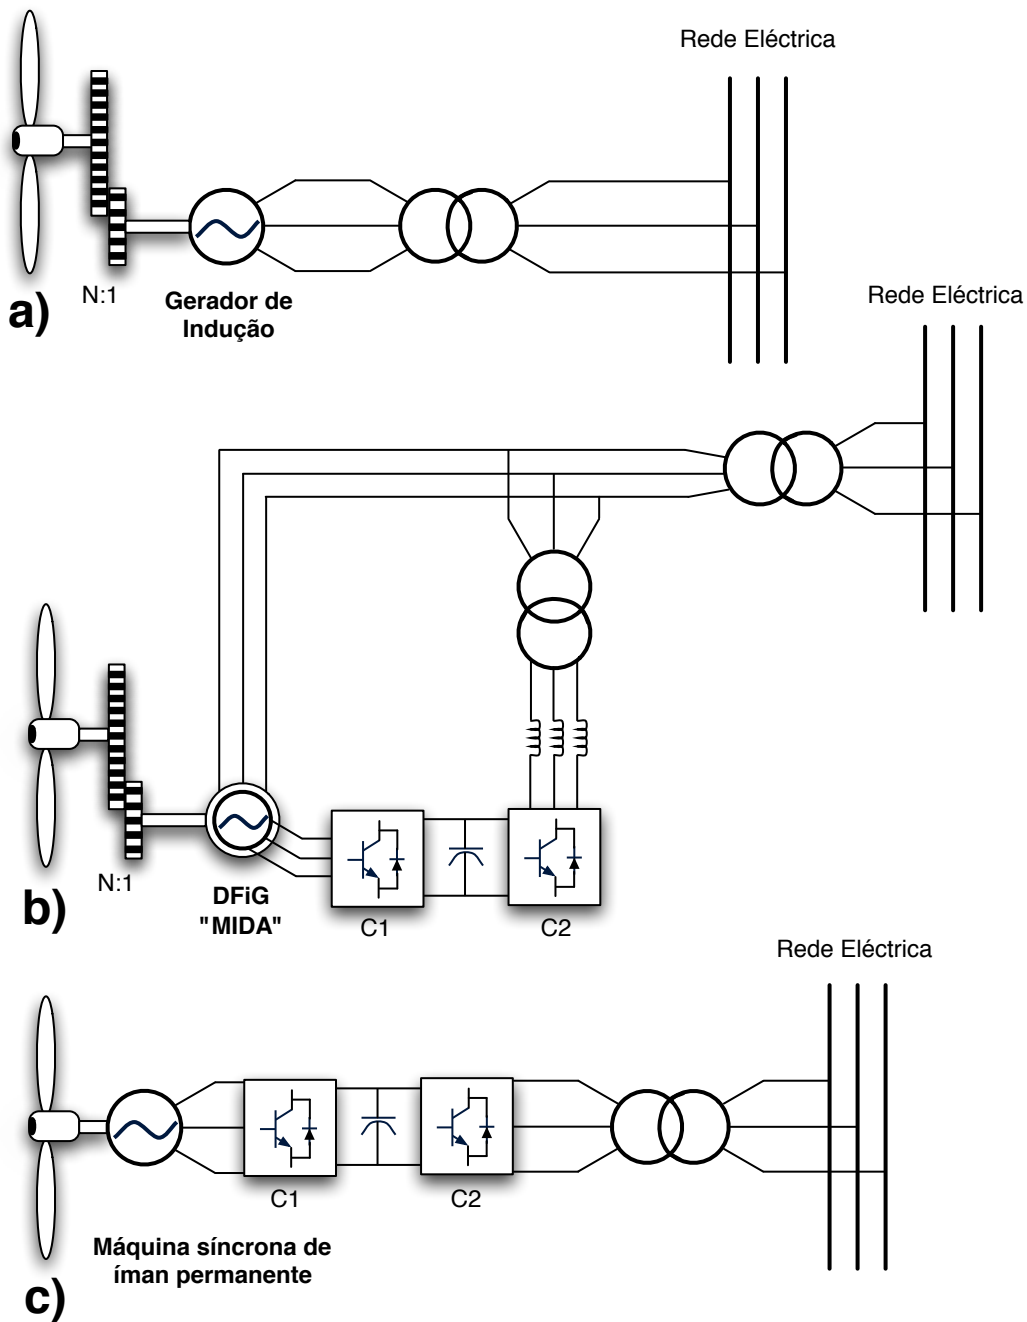 Rede Eléctrica
N:1
Gerador de
Indução
a)
Rede Eléctrica
N:1
DFiG
"MIDA"
C1
C2
b)
Rede Eléctrica
C1
C2
Máquina síncrona de
íman permanente
c)